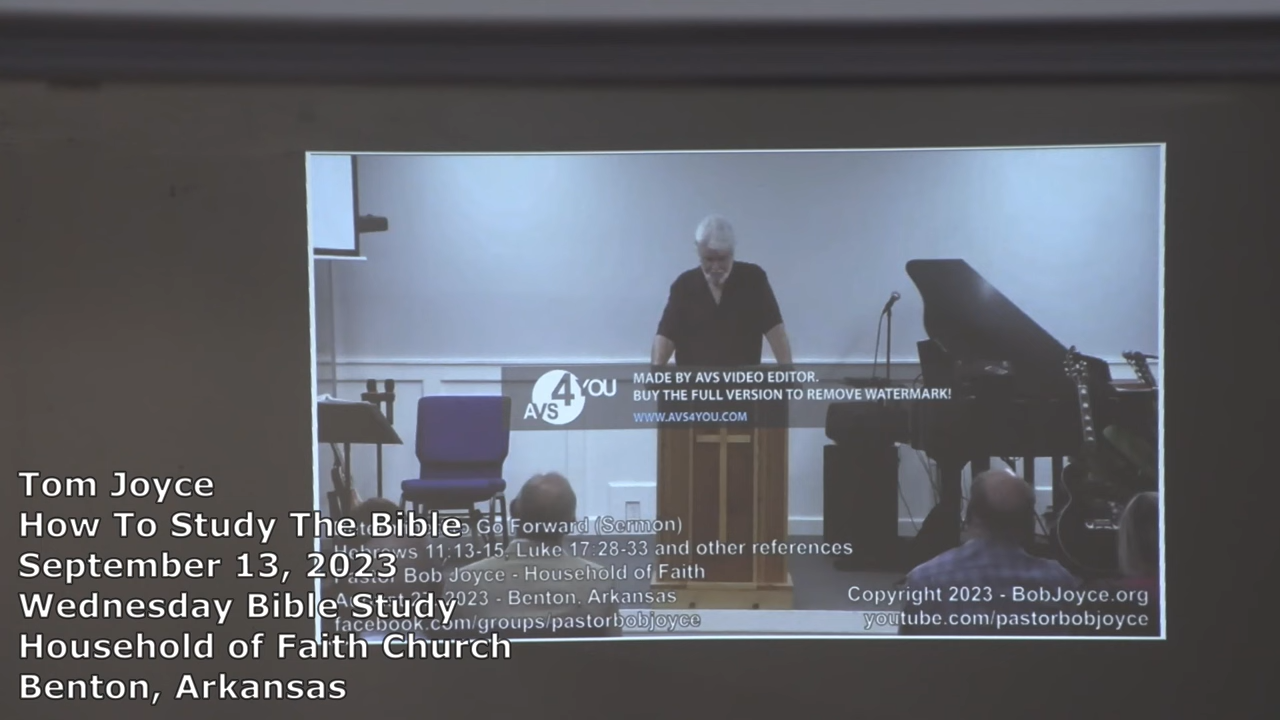 AVS 4 YOU
MADE BY AVS VIDEO EDITOR.
BUY THE FULL VERSION TO REMOVE WATERMARK!
WWW.AVS4YOU.COM
Go Forward (Sermon)
Hebrews 11:13-15, Luke 17:28-33 and other references
Pastor Bob Joyce - Household of Faith
2023 - Benton, Arkansas
facebook.com/groups/pastorbobjoyce
Copyright 2023 - BobJoyce.org
youtube.com/pastorbobjoyce
Tom Joyce
How To Study The Bible
September 13, 2023
Wednesday Bible Study
Household of Faith Church
Benton, Arkansas